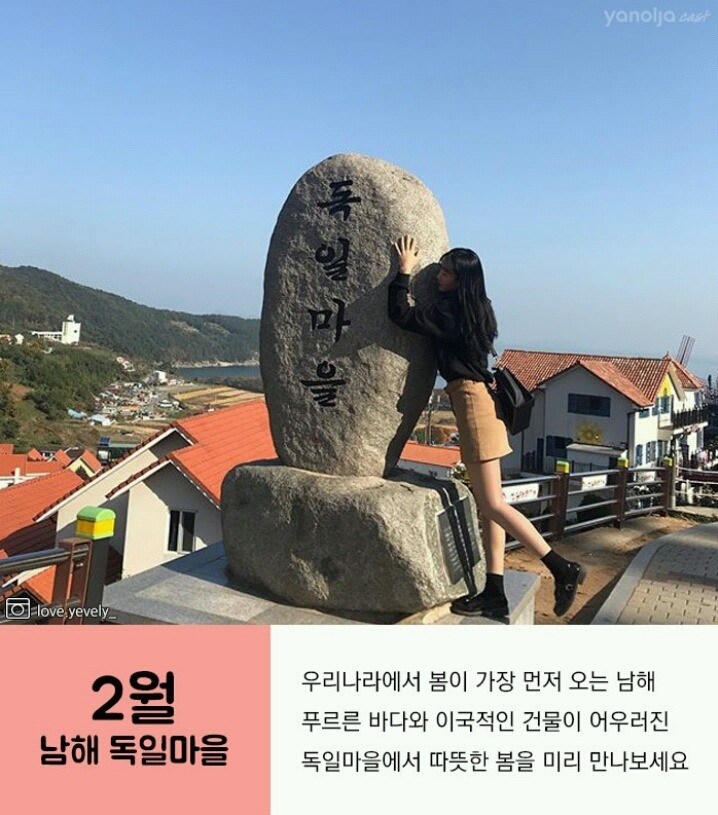 yanolja cast
독일마을
love.yevely_
2월
남해 독일마을
우리나라에서 봄이 가장 먼저 오는 남해
푸르른 바다와 이국적인 건물이 어우러진
독일마을에서 따뜻한 봄을 미리 만나보세요